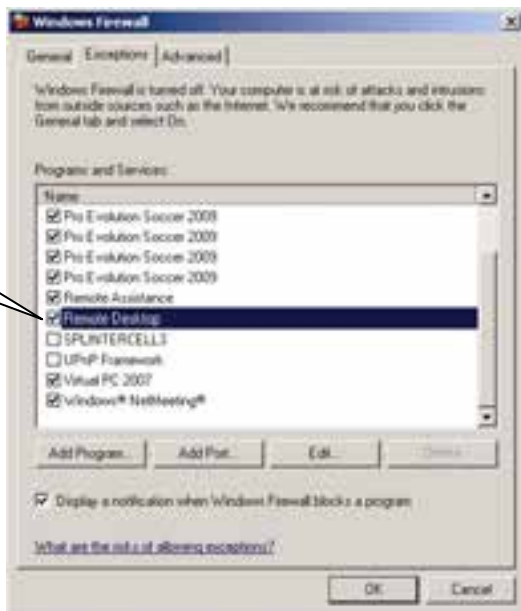 Windows Firewall
General Exceptions Advanced
Windows Firewall is turned off. Your computer is at risk of attacks and intrusions
from outside sources such as the Internet. We recommend that you click the
General tab and select On.
Programs and Services:
Name
Pro Evolution Soccer 2009
Pro Evolution Soccer 2009
Pro Evolution Soccer 2009
Pro Evolution Soccer 2009
Remote Assistance
Remote Desktop
SPLINTERCELL3
UPnP Framework
Virtual PC 2007
Windows® NetMeeting®
Add Program... Add Port... Edit... Delete
Display a notification when Windows Firewall blocks a program
What are the risks of allowing exceptions?
OK Cancel